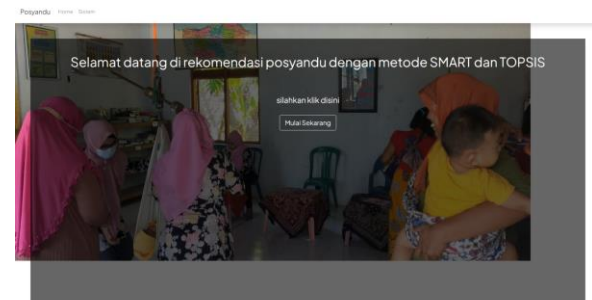 Posyandu Home Sistem
Selamat datang di rekomendasi posyandu dengan metode SMART dan TOPSIS
silahkan klik disini
Mulai Sekarang